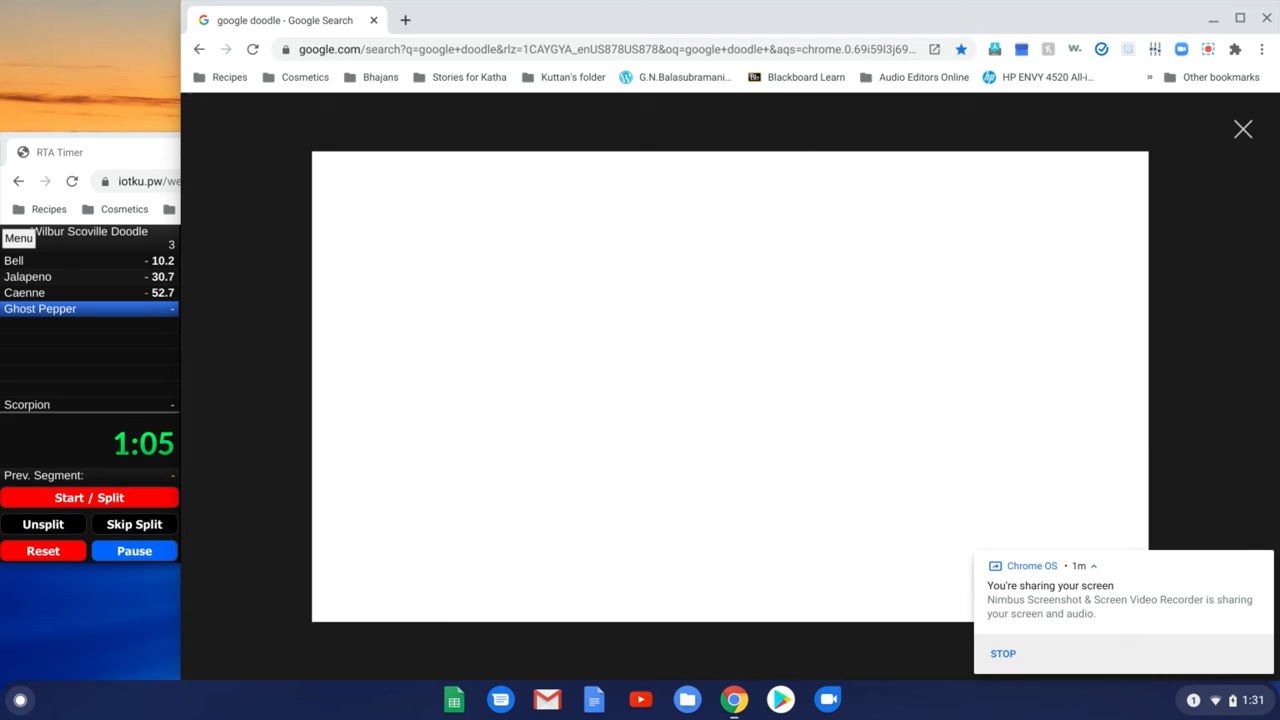 google doodle - Google Search
google.com/search?q=google+doodle&rlz=1CAYGYA_enUS878US878&oq=google+doodle+&aqs=chrome.0.69i59l3j69...
Recipes Cosmetics Bhajans Stories for Katha Kuttan's folder G.N.Balasubramani... Bb Blackboard Learn Audio Editors Online hp HP ENVY 4520 All-i... » Other bookmarks
RTA Timer
iotku.pw/we
Recipes Cosmetics
Menu
Wilbur Scoville Doodle
3
Bell - 10.2
Jalapeno - 30.7
Caenne - 52.7
Ghost Pepper -
Scorpion -
1:05
Prev. Segment: -
Start / Split
Unsplit Skip Split
Reset Pause
Chrome OS • 1m
You're sharing your screen
Nimbus Screenshot & Screen Video Recorder is sharing
your screen and audio.
STOP
1 1:31